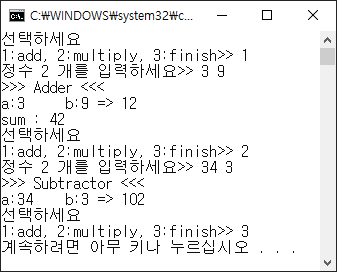 C:\WINDOWS\system32\c...
선택하세요
1:add, 2:multiply, 3:finish>> 1
정수 2 개를 입력하세요>> 3 9
>>> Adder <<<
a:3    b:9 => 12
sum : 42
선택하세요
1:add, 2:multiply, 3:finish>> 2
정수 2 개를 입력하세요>> 34 3
>>> Subtractor <<<
a:34    b:3 => 102
선택하세요
1:add, 2:multiply, 3:finish>> 3
계속하려면 아무 키나 누르십시오 . . .